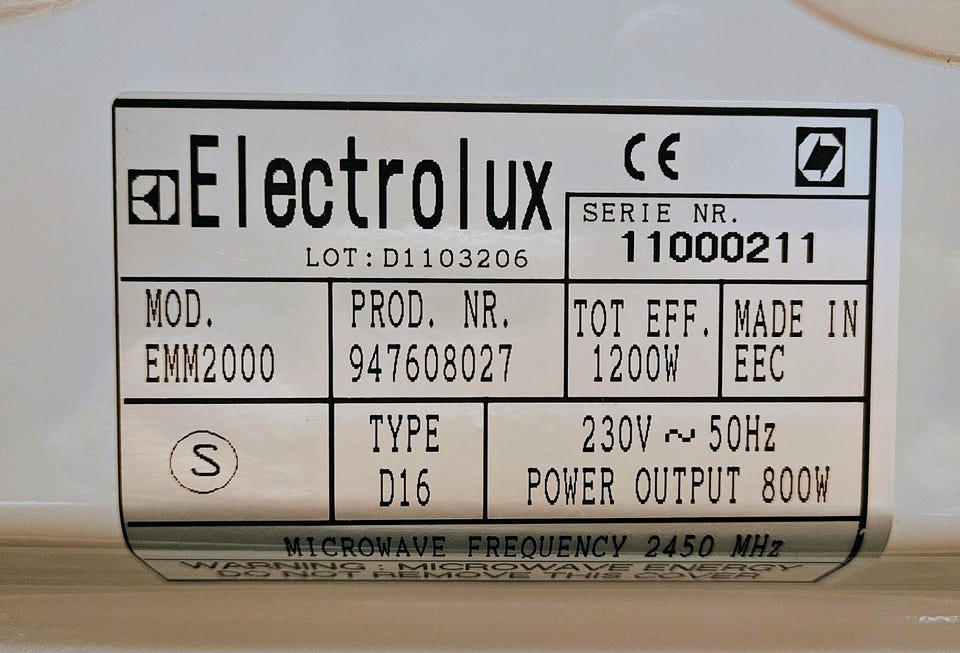 Electrolux
CE
LOT:D1103206
SERIE NR.
11000211
MOD.
EMM2000
PROD. NR.
947608027
TOT EFF.
1200W
MADE IN
EEC
S
TYPE
D16
230V ~ 50Hz
POWER OUTPUT 800W
MICROWAVE FREQUENCY 2450 MHz
WARNING : MICROWAVE ENERGY
DO NOT REMOVE THIS COVER